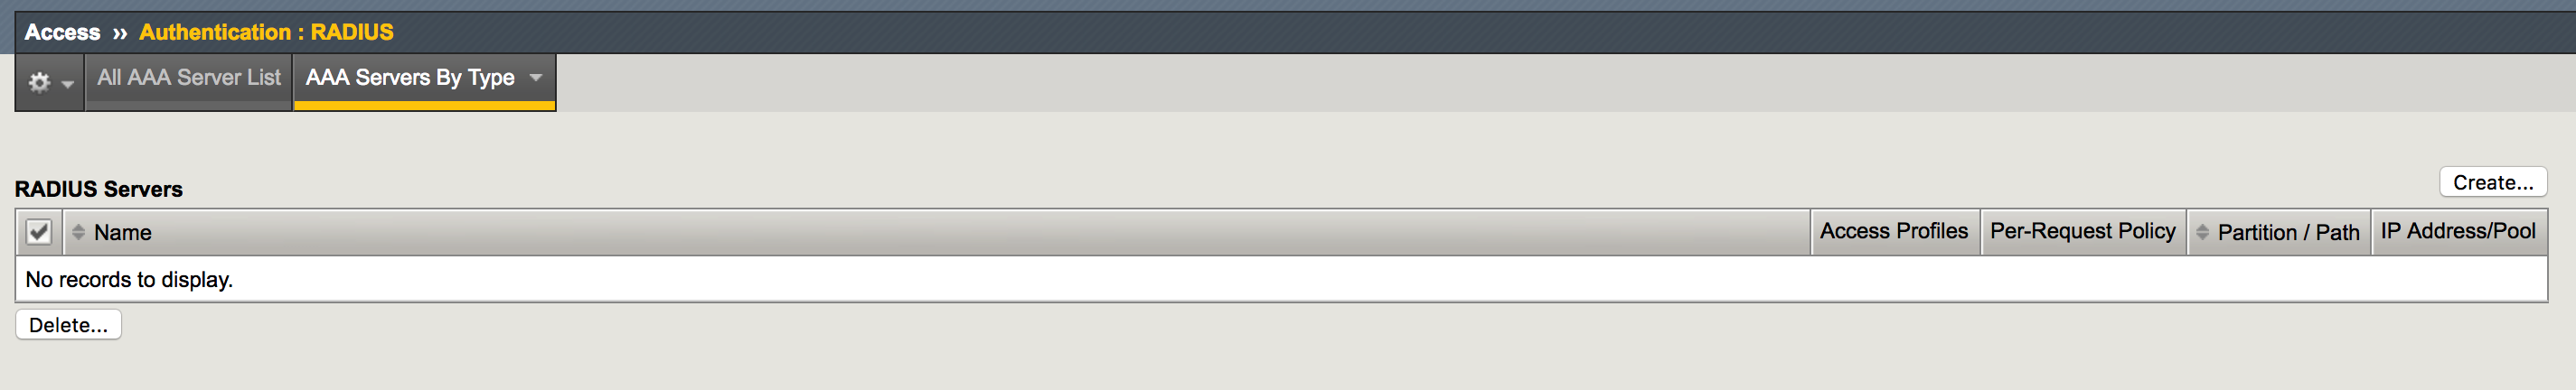 Access ›› Authentication : RADIUS
All AAA Server List AAA Servers By Type
RADIUS Servers Create...
Name Access Profiles Per-Request Policy Partition / Path IP Address/Pool
No records to display.
Delete...